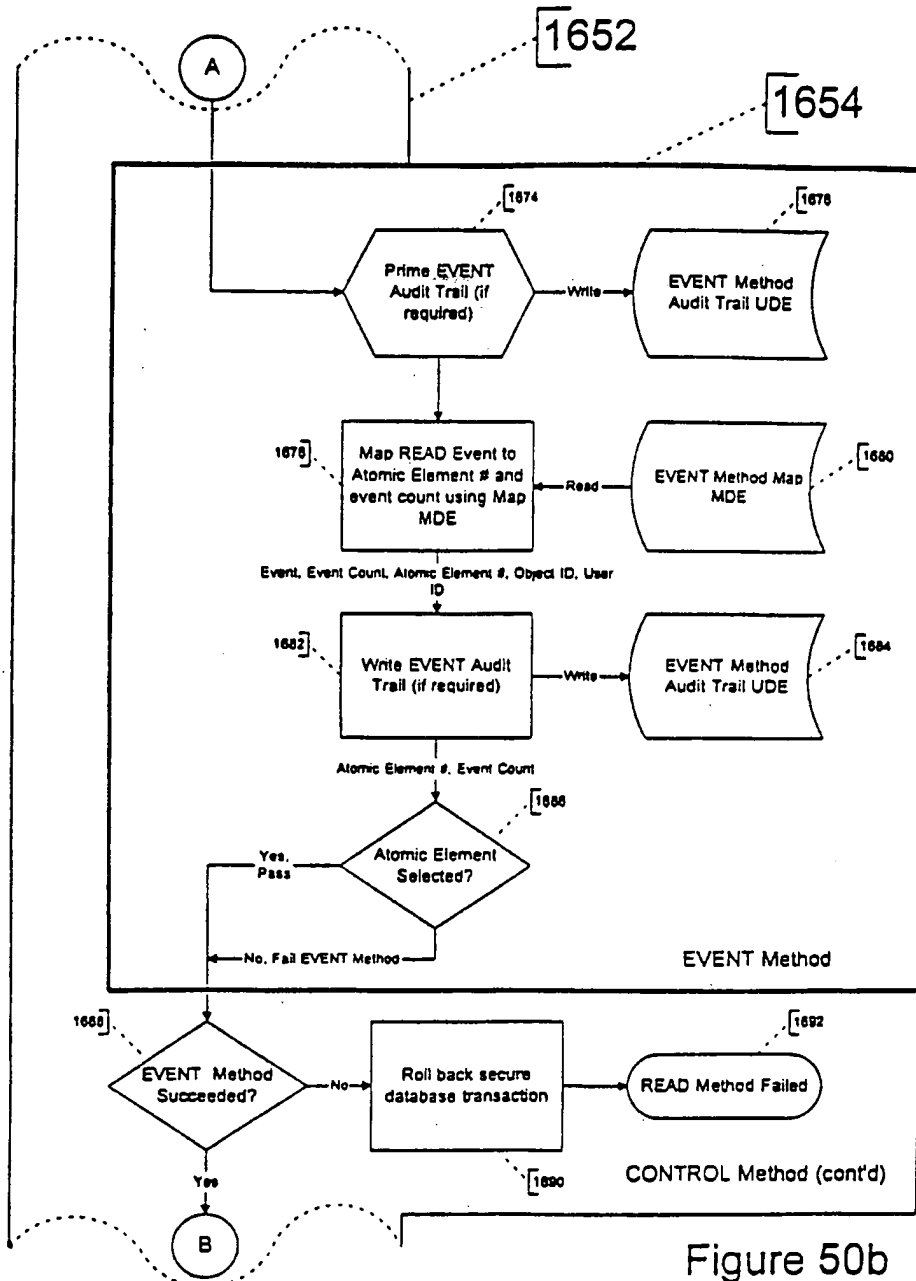 1652
A
1654
1674
1676
Prime EVENT
Audit Trail (if
required)
Write
EVENT Method
Audit Trail UDE
1678
Map READ Event to
Atomic Element # and
event count using Map
MDE
Read
EVENT Method Map
MDE
1680
Event, Event Count, Atomic Element #, Object ID, User
ID
1682
Write EVENT Audit
Trail (if required)
Write
EVENT Method
Audit Trail UDE
1684
Atomic Element #, Event Count
1686
Yes,
Pass
Atomic Element
Selected?
No, Fail EVENT Method
EVENT Method
1688
EVENT Method
Succeeded?
No
Roll back secure
database transaction
1692
READ Method Failed
1690
CONTROL Method (cont'd)
Yes
B
Figure 50b